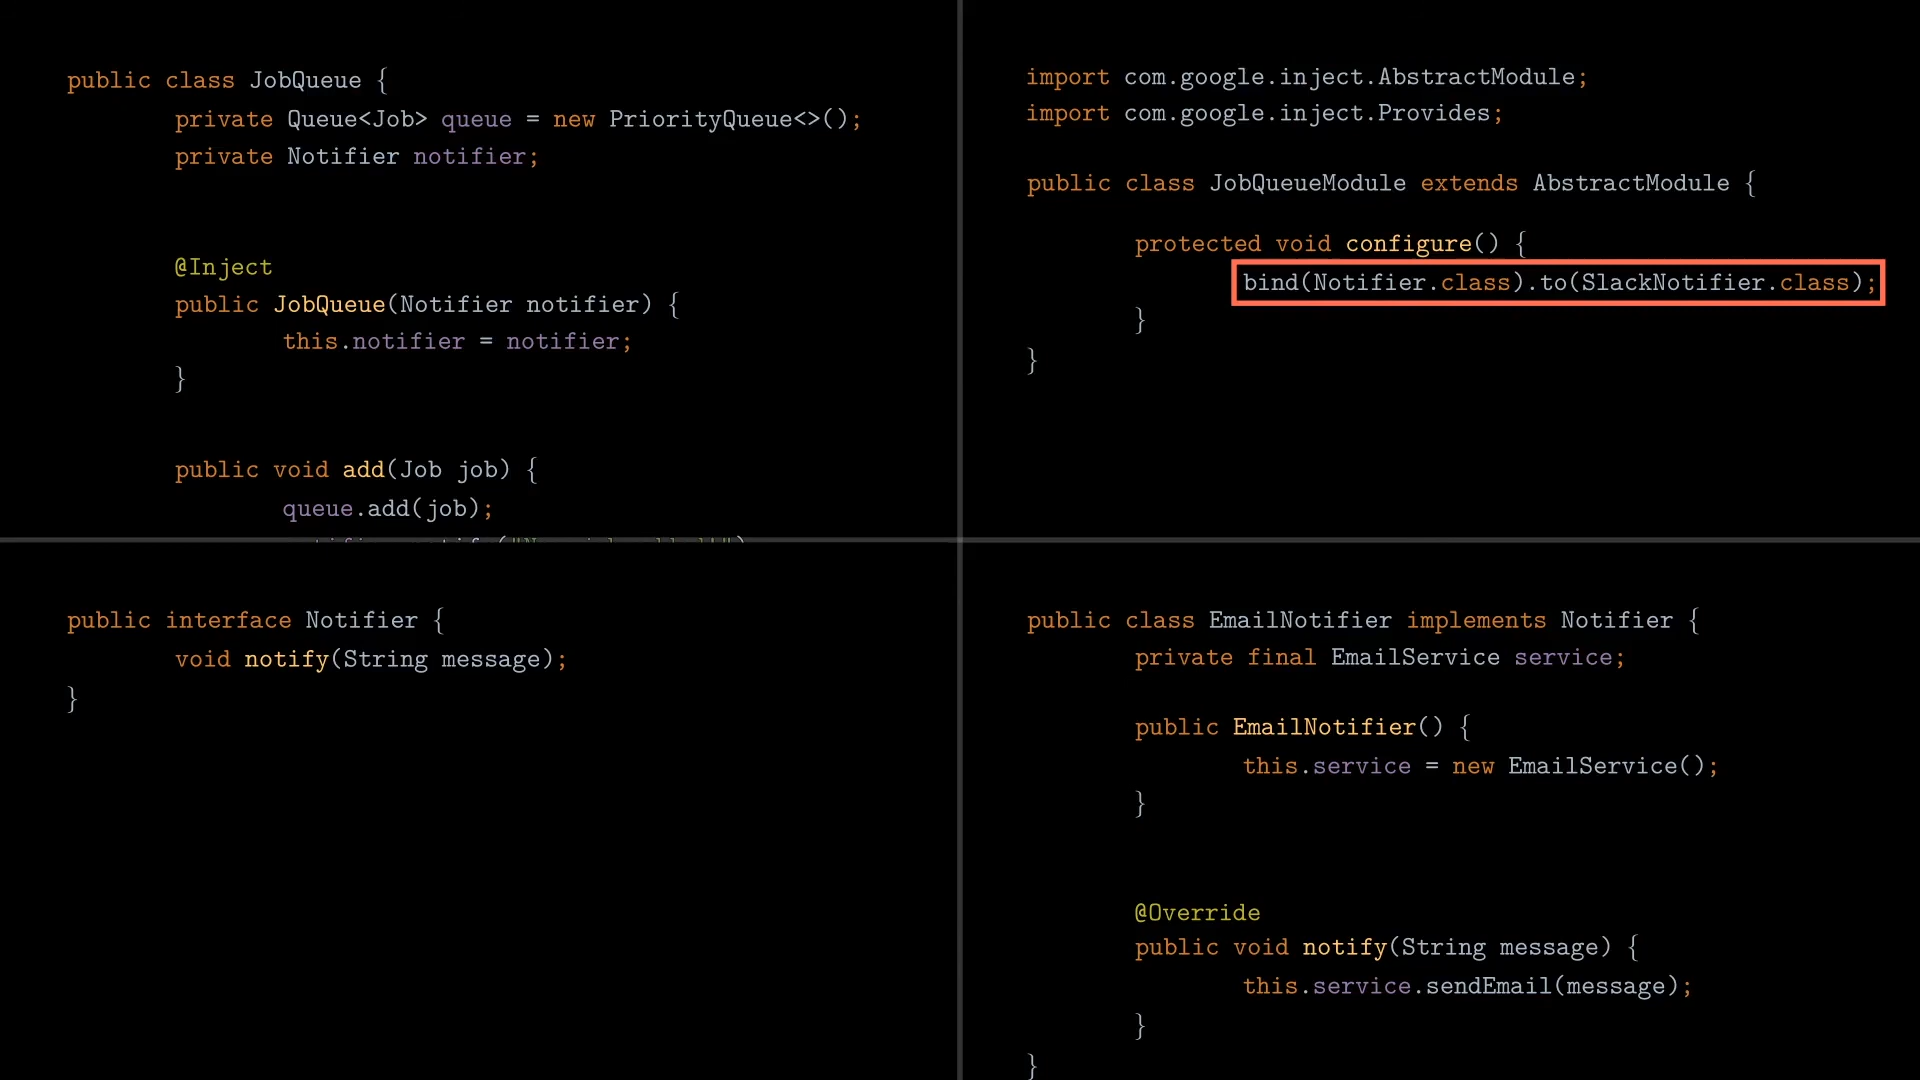 public class JobQueue {
private Queue<Job> queue = new PriorityQueue<>();
private Notifier notifier;
@Inject
public JobQueue(Notifier notifier) {
this.notifier = notifier;
}
public void add(Job job) {
queue.add(job);
import com.google.inject.AbstractModule;
import com.google.inject.Provides;
public class JobQueueModule extends AbstractModule {
protected void configure() {
bind(Notifier.class).to(SlackNotifier.class);
}
}
public interface Notifier {
void notify(String message);
}
public class EmailNotifier implements Notifier {
private final EmailService service;
public EmailNotifier() {
this.service = new EmailService();
}
@Override
public void notify(String message) {
this.service.sendEmail(message);
}
}